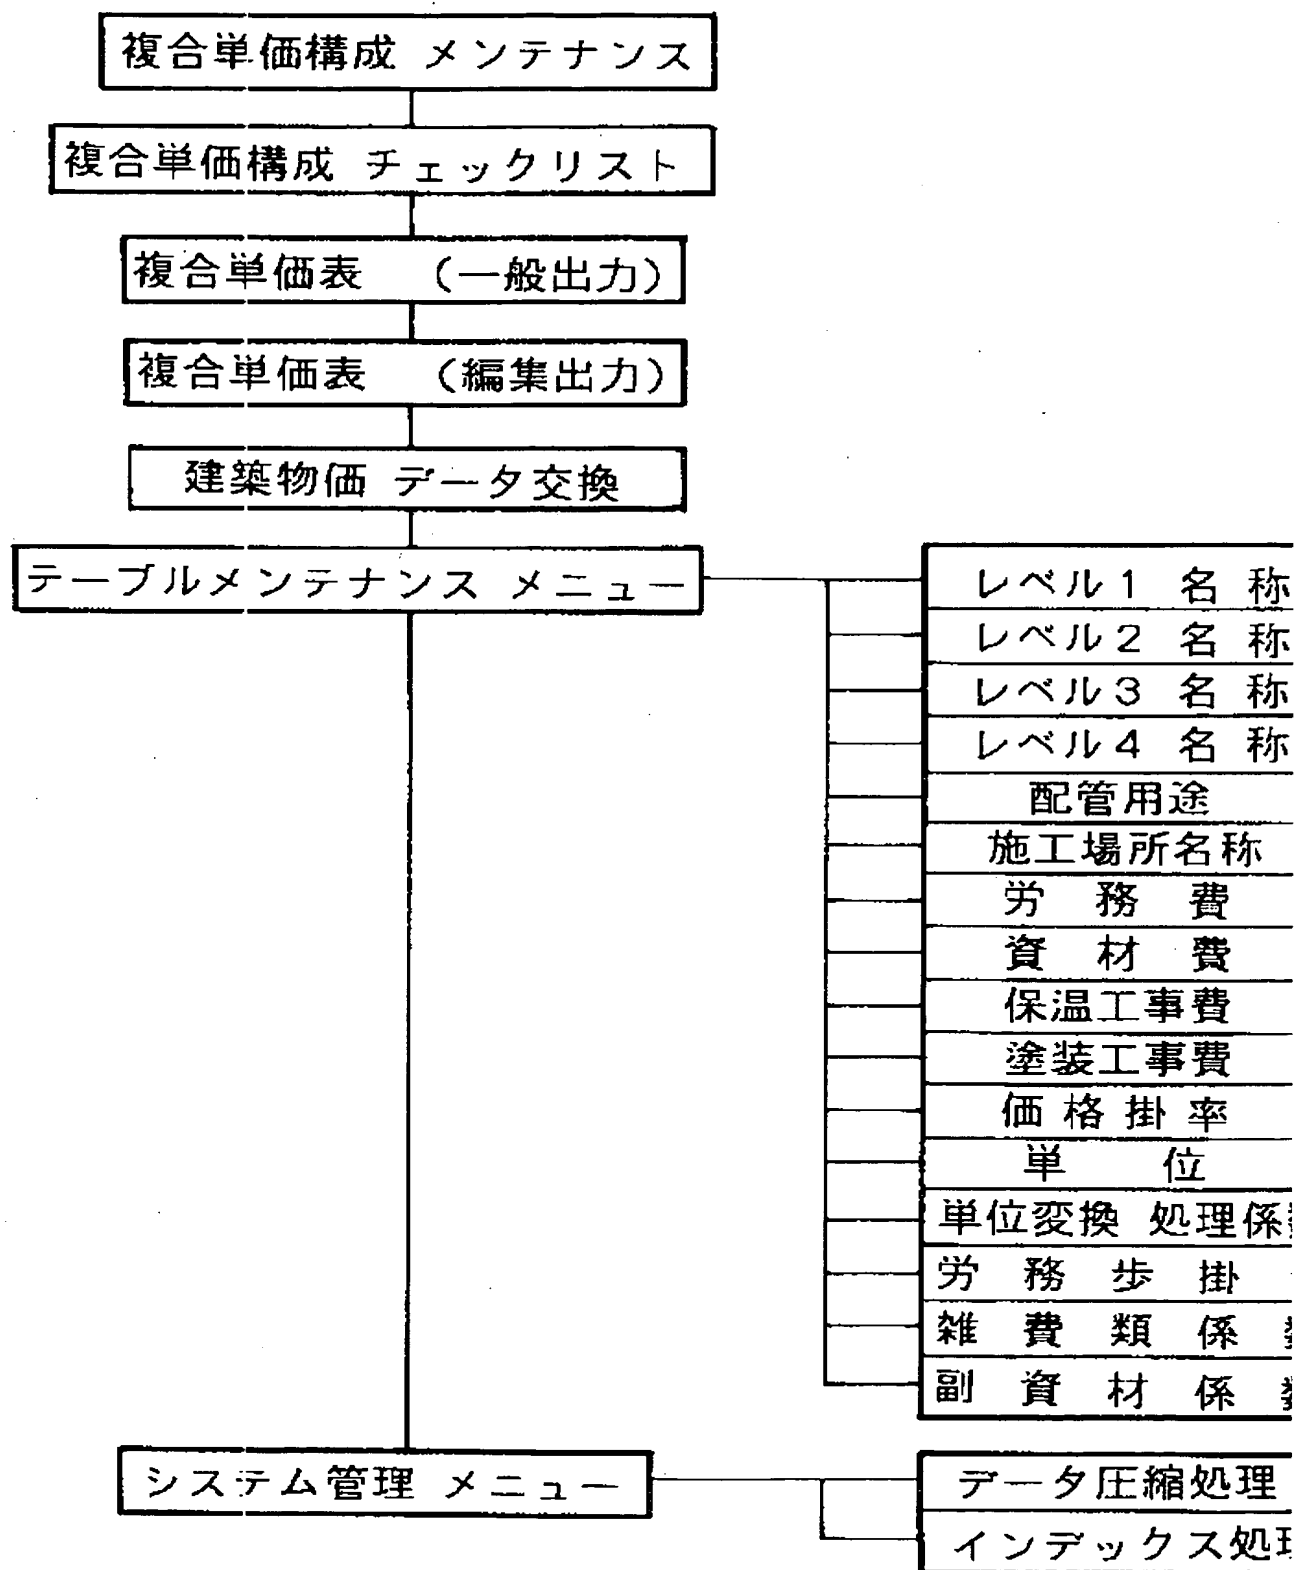 複合単価構成 メンテナンス
複合単価構成 チェックリスト
複合単価表 （一般出力）
複合単価表 （編集出力）
建築物価 データ交換
テーブルメンテナンス メニュー
レベル１ 名 称
レベル２ 名 称
レベル３ 名 称
レベル４ 名 称
配管用途
施工場所名称
労 務 費
資 材 費
保温工事費
塗装工事費
価 格 掛 率
単 位
単位変換 処理係
労 務 歩 掛
雑 費 類 係
副 資 材 係
システム管理 メニュー
データ圧縮処理
インデックス処